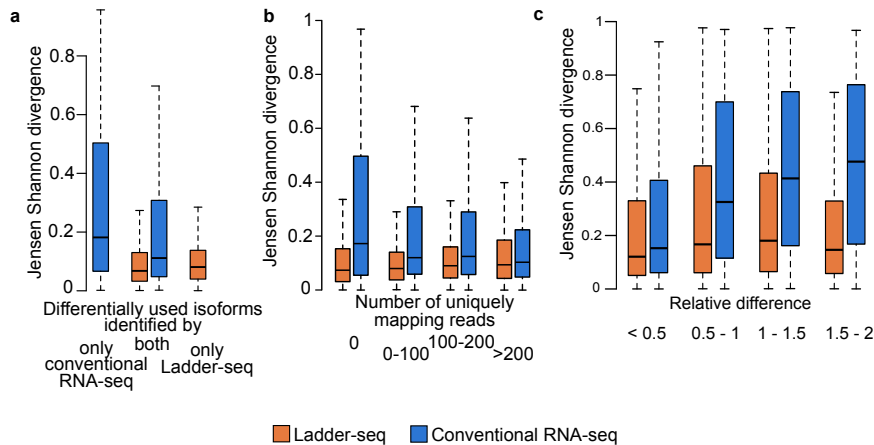 a
Jensen Shannon divergence
0.8
0.6
0.4
0.2
0
Differentially used isoforms
identified by
only
conventional
RNA-seq
both
only
Ladder-seq
b
Jensen Shannon divergence
1
0.8
0.6
0.4
0.2
0
Number of uniquely
mapping reads
0
0-100
100-200
>200
c
Jensen Shannon divergence
1
0.8
0.6
0.4
0.2
0
Relative difference
< 0.5
0.5 - 1
1 - 1.5
1.5 - 2
Ladder-seq
Conventional RNA-seq